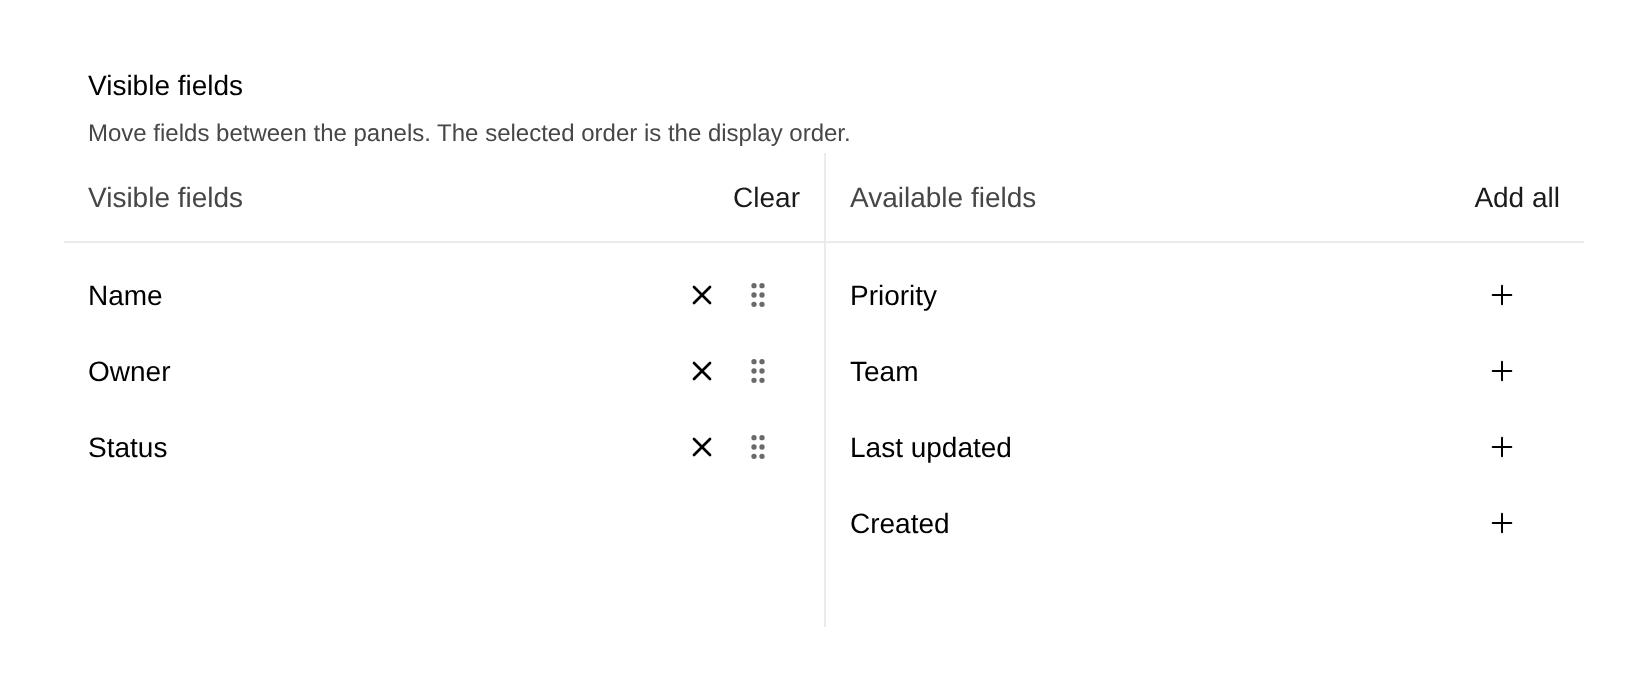 Visible fields
Move fields between the panels. The selected order is the display order.
Visible fields Clear
Available fields Add all
Name
Owner
Status
Priority
Team
Last updated
Created